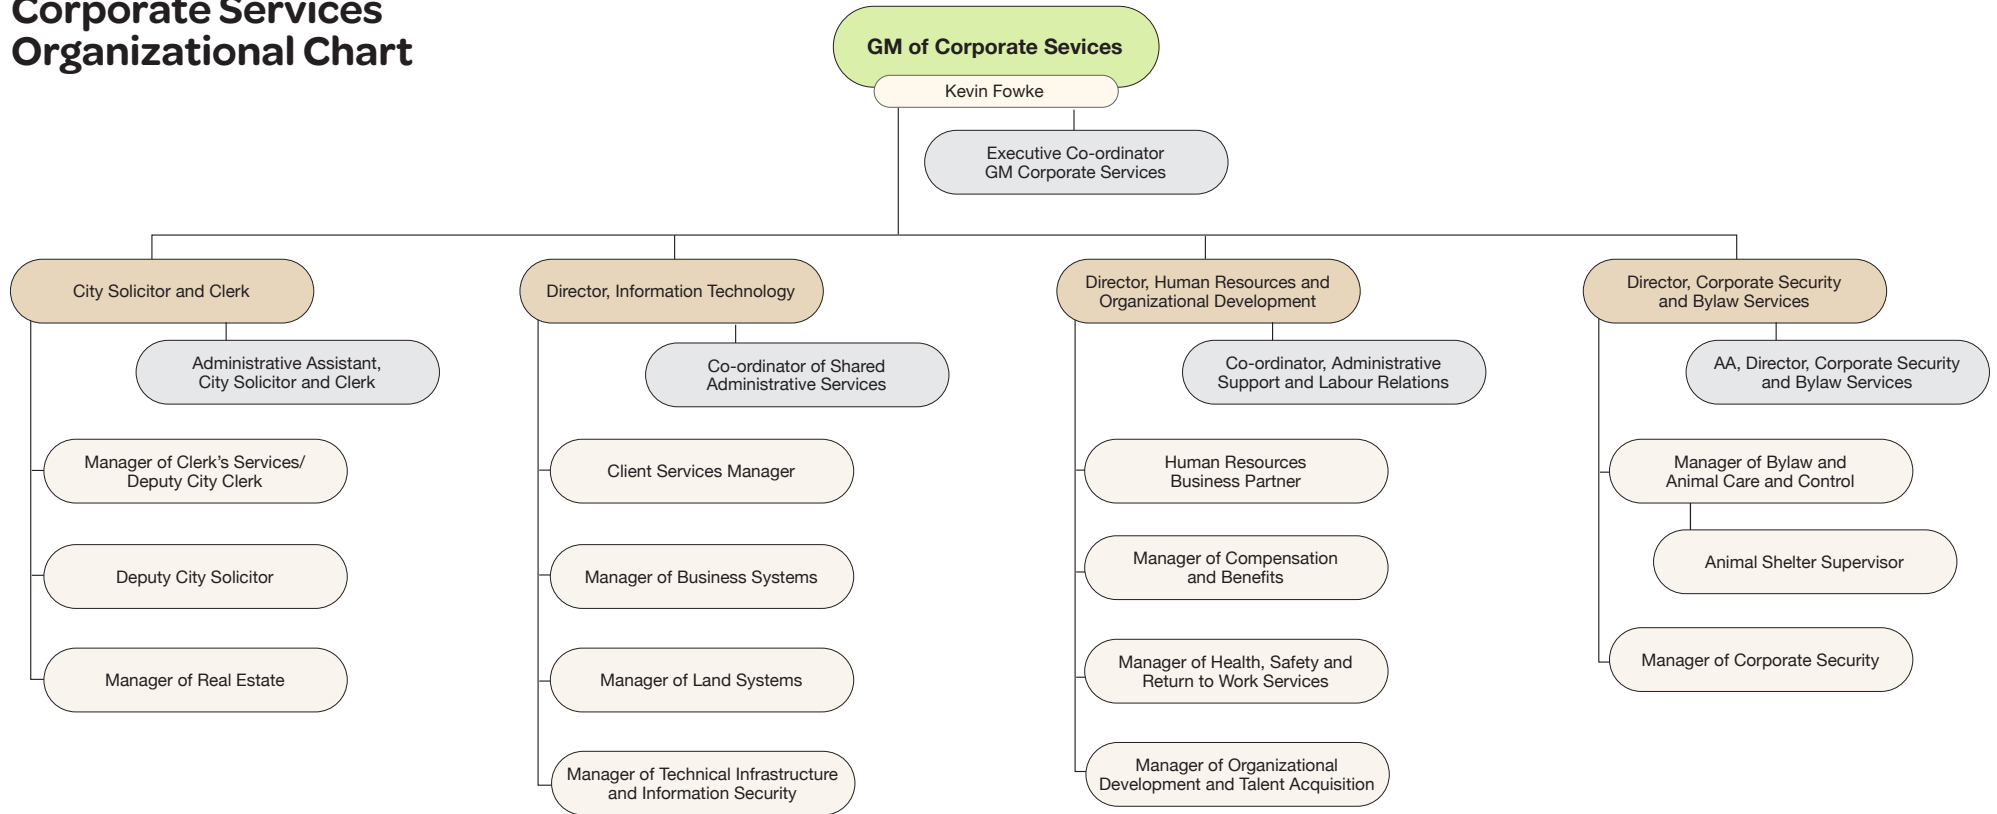 Corporate Services
Organizational Chart
GM of Corporate Sevices
Kevin Fowke
Executive Co-ordinator
GM Corporate Services
City Solicitor and Clerk
Administrative Assistant,
City Solicitor and Clerk
Manager of Clerk’s Services/
Deputy City Clerk
Deputy City Solicitor
Manager of Real Estate
Director, Information Technology
Co-ordinator of Shared
Administrative Services
Client Services Manager
Manager of Business Systems
Manager of Land Systems
Manager of Technical Infrastructure
and Information Security
Director, Human Resources and
Organizational Development
Co-ordinator, Administrative
Support and Labour Relations
Human Resources
Business Partner
Manager of Compensation
and Benefits
Manager of Health, Safety and
Return to Work Services
Manager of Organizational
Development and Talent Acquisition
Director, Corporate Security
and Bylaw Services
AA, Director, Corporate Security
and Bylaw Services
Manager of Bylaw and
Animal Care and Control
Animal Shelter Supervisor
Manager of Corporate Security